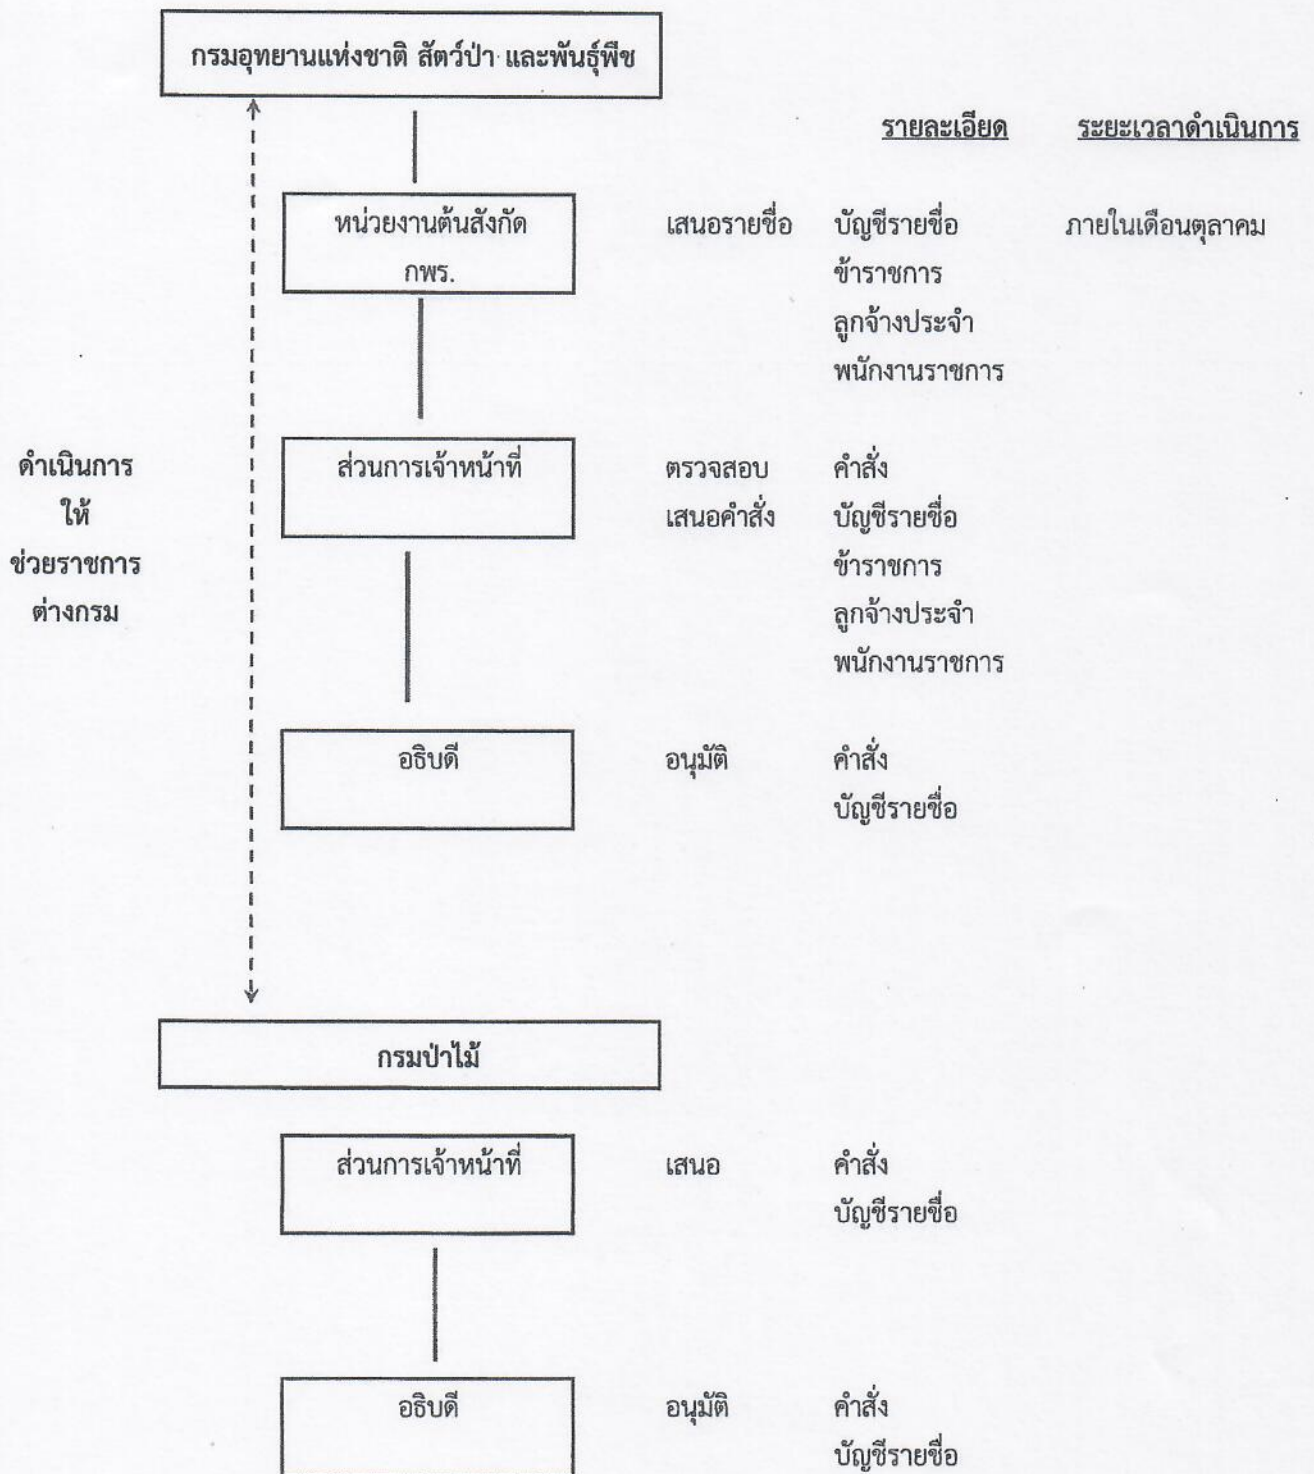 กรมอุทยานแห่งชาติ สัตว์ป่า และพันธุ์พืช
รายละเอียด ระยะเวลาดำเนินการ
หน่วยงานต้นสังกัด เสนอรายชื่อ บัญชีรายชื่อ ภายในเดือนตุลาคม
กพร. ข้าราชการ
ลูกจ้างประจำ
พนักงานราชการ
ดำเนินการ ส่วนการเจ้าหน้าที่ ตรวจสอบ คำสั่ง
ให้ เสนอคำสั่ง บัญชีรายชื่อ
ช่วยราชการ ข้าราชการ
ต่างกรม ลูกจ้างประจำ
พนักงานราชการ
อธิบดี อนุมัติ คำสั่ง
บัญชีรายชื่อ
กรมป่าไม้
ส่วนการเจ้าหน้าที่ เสนอ คำสั่ง
บัญชีรายชื่อ
อธิบดี อนุมัติ คำสั่ง
บัญชีรายชื่อ